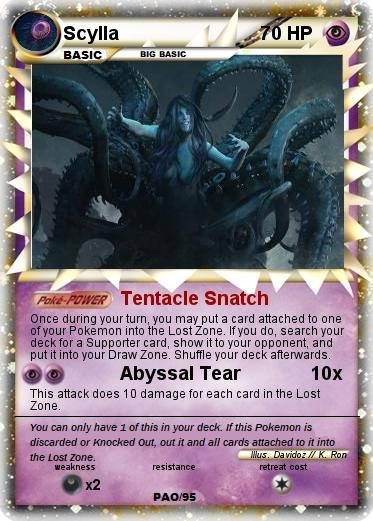 Scylla
70 HP
BASIC
BIG BASIC
Poké-POWER Tentacle Snatch
Once during your turn, you may put a card attached to one
of your Pokemon into the Lost Zone. If you do, search your
deck for a Supporter card, show it to your opponent, and
put it into your Draw Zone. Shuffle your deck afterwards.
Abyssal Tear 10x
This attack does 10 damage for each card in the Lost
Zone.
You can only have 1 of this in your deck. If this Pokemon is
discarded or Knocked Out, out it and all cards attached to it into
the Lost Zone.
Illus. Davidoz // K. Ron
weakness resistance retreat cost
x2
PAO/95